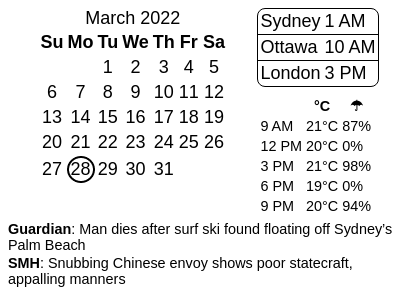 March 2022
Su Mo Tu We Th Fr Sa
1 2 3 4 5
6 7 8 9 10 11 12
13 14 15 16 17 18 19
20 21 22 23 24 25 26
27 28 29 30 31
Sydney 1 AM
Ottawa 10 AM
London 3 PM
°C ☂
9 AM 21°C 87%
12 PM 20°C 0%
3 PM 21°C 98%
6 PM 19°C 0%
9 PM 20°C 94%
Guardian: Man dies after surf ski found floating off Sydney’s
Palm Beach
SMH: Snubbing Chinese envoy shows poor statecraft,
appalling manners